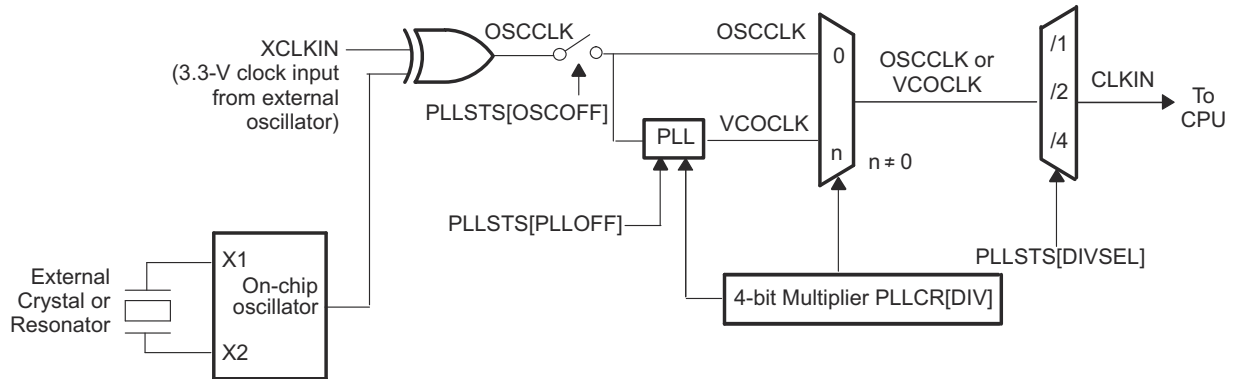 XCLKIN
(3.3-V clock input
from external
oscillator)
OSCCLK
PLLSTS[OSCOFF]
OSCCLK
0
PLL
VCOCLK
n
n ≠ 0
OSCCLK or
VCOCLK
/1
/2
/4
CLKIN
To
CPU
PLLSTS[PLLOFF]
PLLSTS[DIVSEL]
4-bit Multiplier PLLCR[DIV]
External
Crystal or
Resonator
X1
On-chip
oscillator
X2